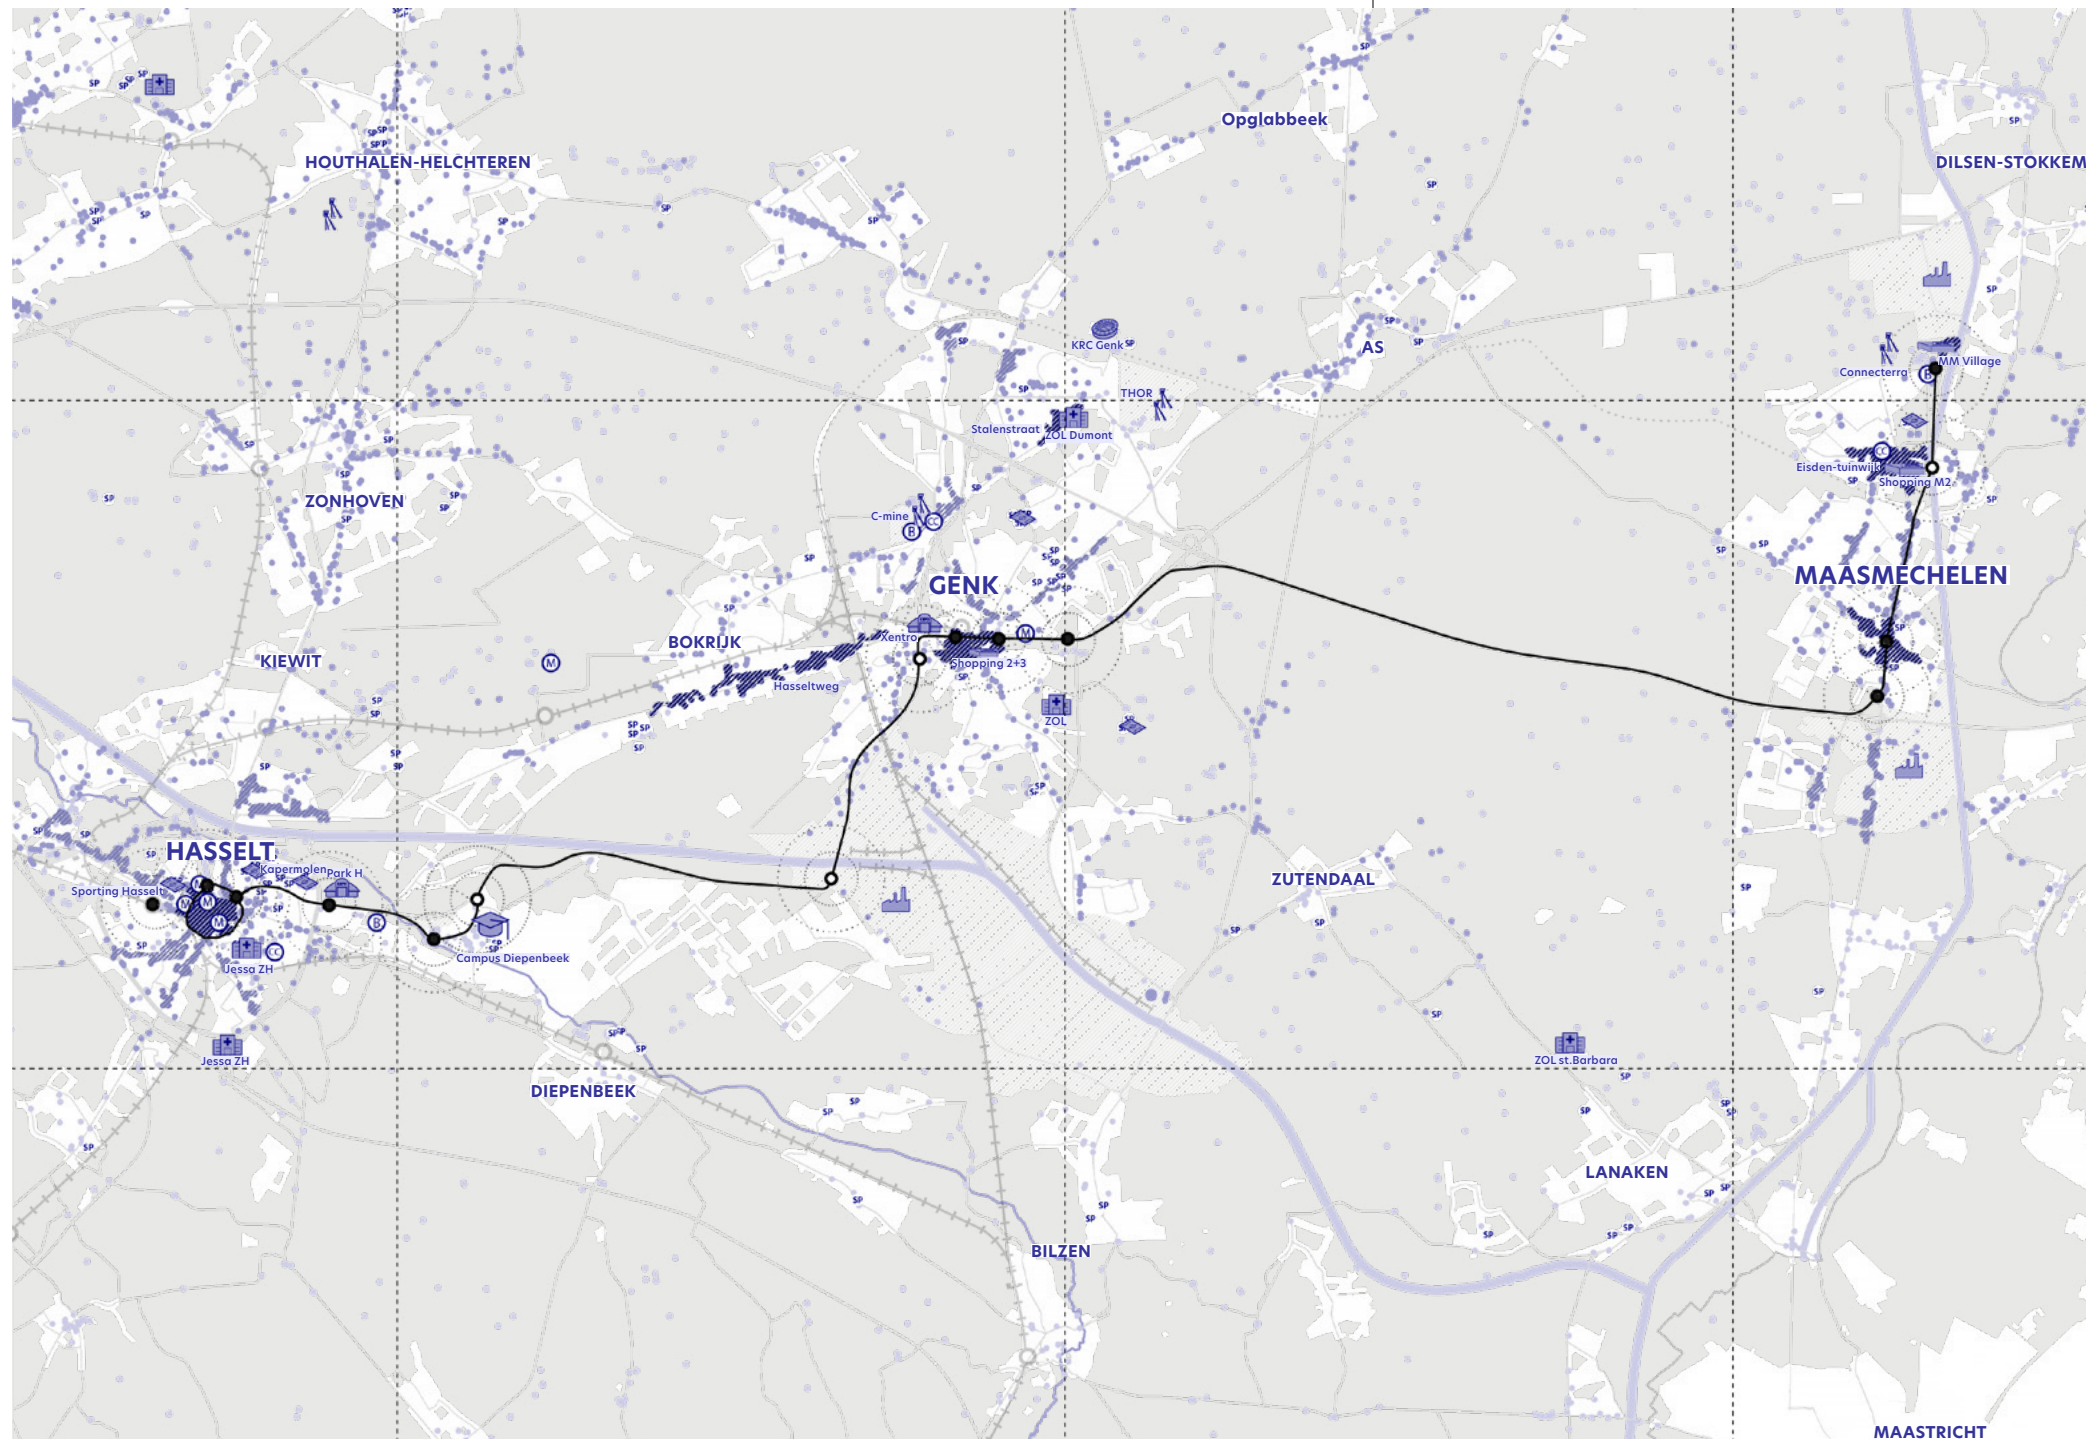 Opglabbeek
HOUTHALEN-HELCHTEREN
DILSEN-STOKKEM
KRC Genk
AS
MM Village
Connecterra
THOR
Stalenstraat
ZOL Dumont
Eisden-tuinwijk
Shopping M2
ZONHOVEN
C-mine
GENK
MAASMECHELEN
BOKRIJK
Xentro
KIEWIT
Shopping 2+3
Hasseltweg
ZOL
HASSELT
Kapermolen
Park H
Sporting Hasselt
ZUTENDAAL
Campus Diepenbeek
Jessa ZH
Jessa ZH
ZOL st.Barbara
DIEPENBEEK
LANAKEN
BILZEN
MAASTRICHT